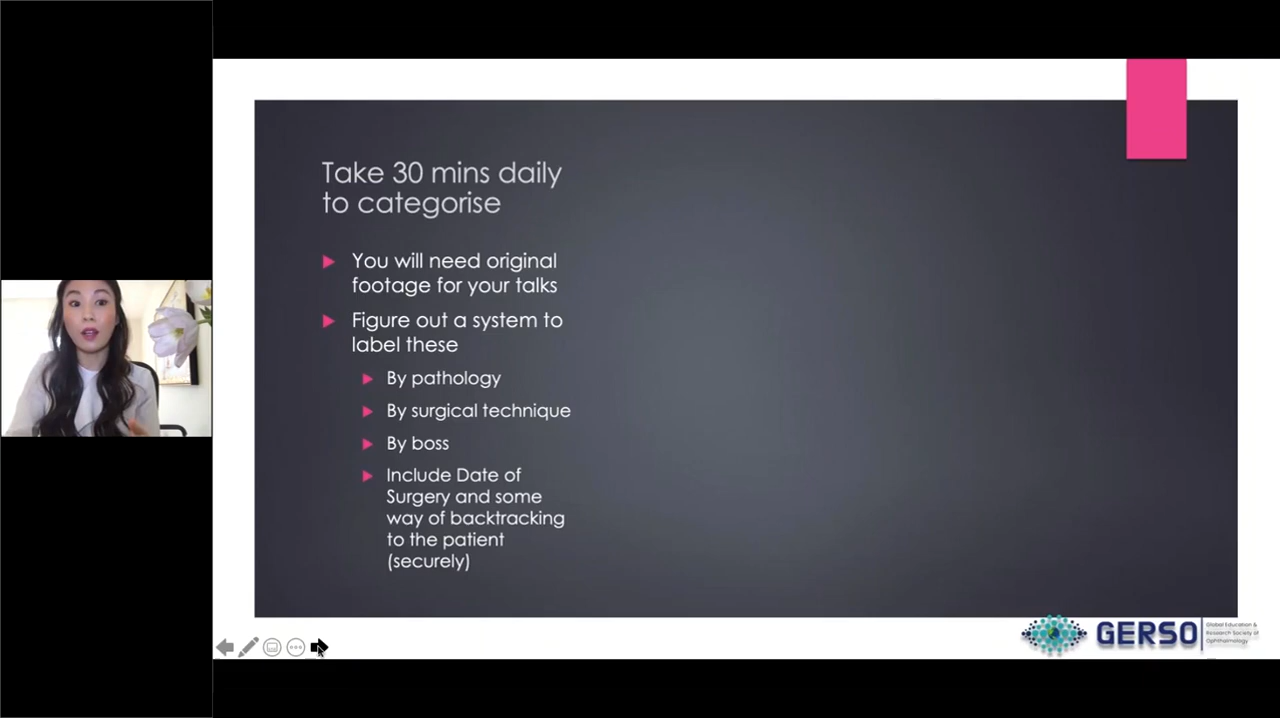 Take 30 mins daily
to categorise
You will need original
footage for your talks
Figure out a system to
label these
By pathology
By surgical technique
By boss
Include Date of
Surgery and some
way of backtracking
to the patient
(securely)
GERSO
Global Education &
Research Society of
Ophthalmology